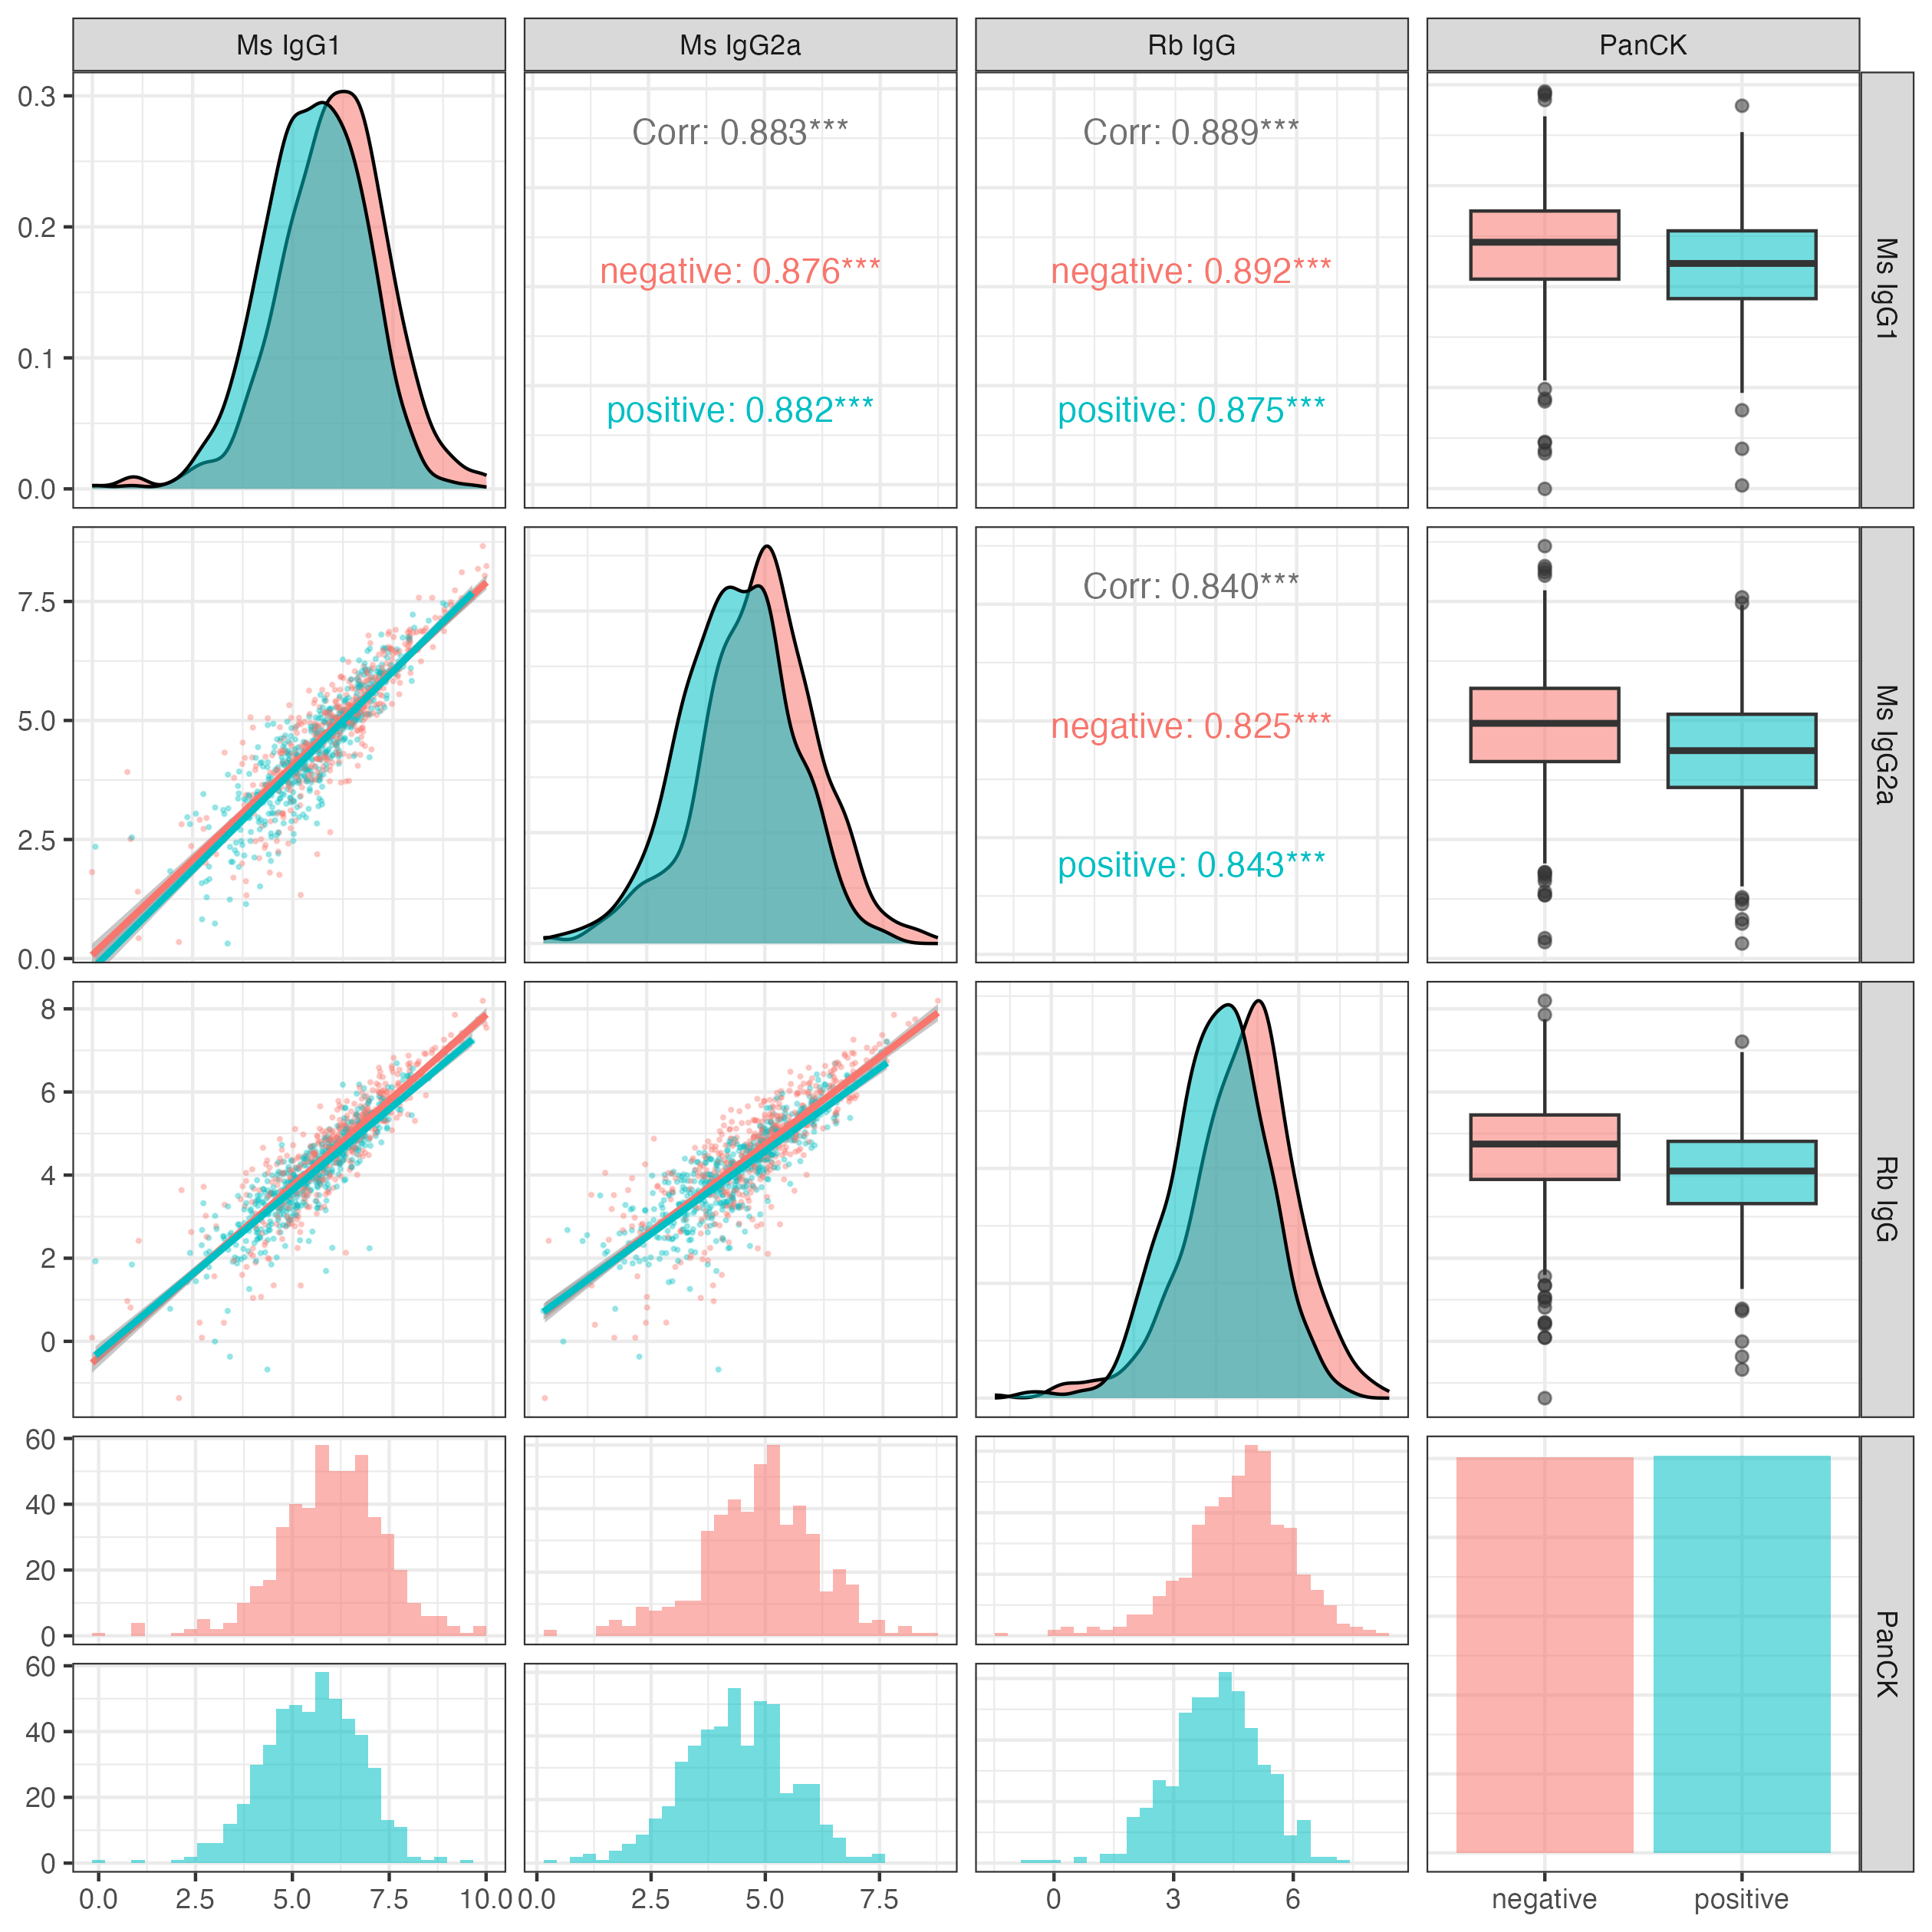 Ms IgG1
Ms IgG2a
Rb IgG
PanCK
0.3
0.2
0.1
0.0
Corr: 0.883***
negative: 0.876***
positive: 0.882***
Corr: 0.889***
negative: 0.892***
positive: 0.875***
Ms IgG1
7.5
5.0
2.5
0.0
Corr: 0.840***
negative: 0.825***
positive: 0.843***
Ms IgG2a
8
6
4
2
0
Rb IgG
60
40
20
0
60
40
20
0
PanCK
0.0 2.5 5.0 7.5 10.0
0.0 2.5 5.0 7.5
0 3 6
negative positive